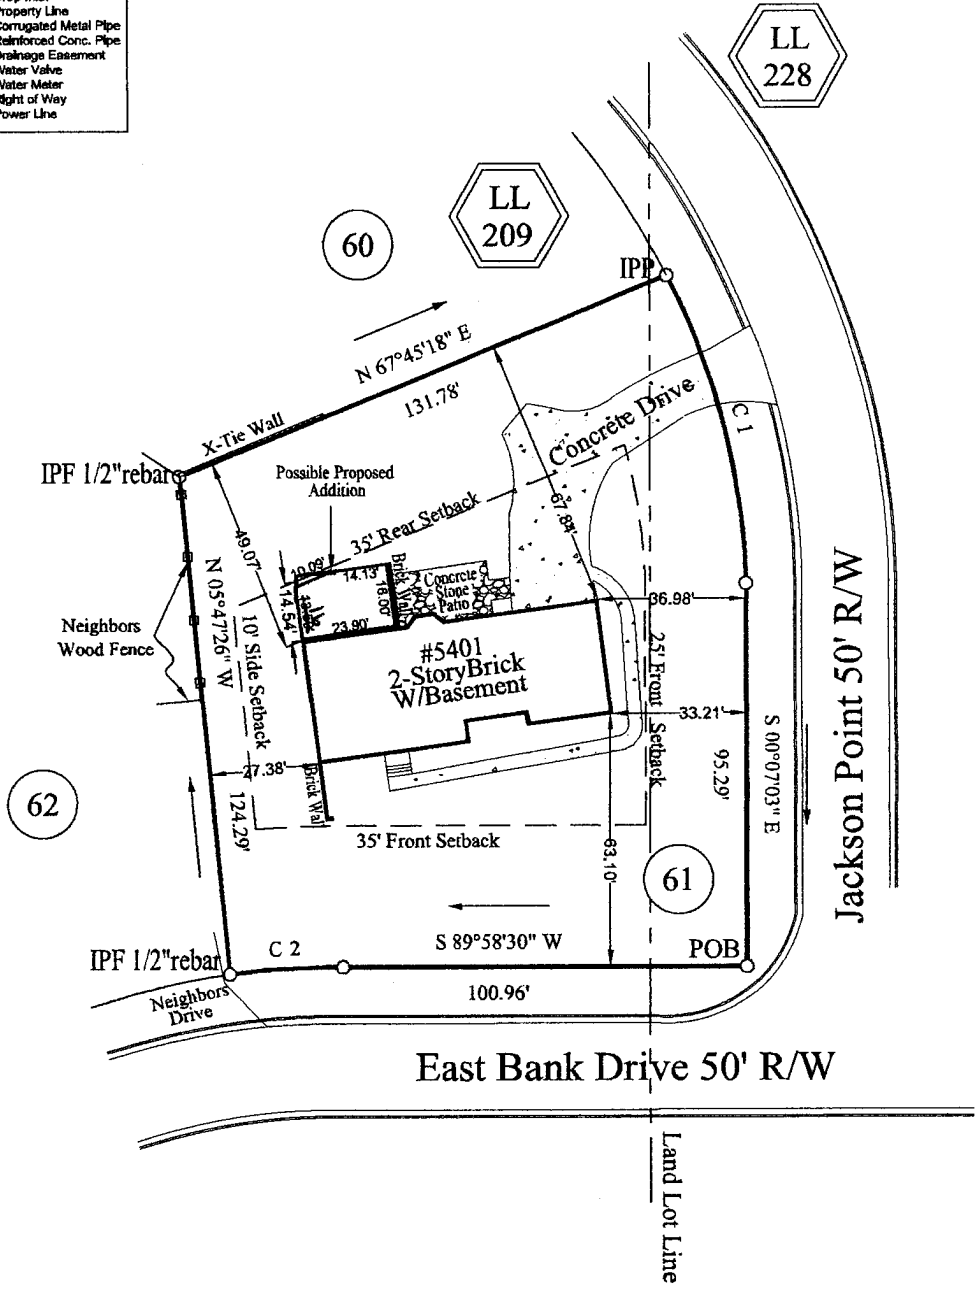 Property Line
Corrugated Metal Pipe
Reinforced Conc. Pipe
Drainage Easement
Water Valve
Water Meter
Right of Way
Power Line
LL
228
LL
209
60
IPP
N 67°45'18" E
131.78'
X-Tie Wall
IPF 1/2"rebar
Possible Proposed
Addition
Concrete Drive
C 1
35' Rear Setback
67.84'
49.07'
10.09'
14.13'
Brick Wall
18.00'
14.54'
23.90'
Concrete
Stone
Patio
36.98'
N 05°47'26" W
10' Side Setback
Neighbors
Wood Fence
#5401
2-StoryBrick
W/Basement
25' Front Setback
33.21'
S 00°07'03" E
95.29'
Jackson Point 50' R/W
27.38'
Brick Wall
124.29'
62
35' Front Setback
63.10'
61
IPF 1/2"rebar
C 2
S 89°58'30" W
POB
100.96'
Neighbors
Drive
East Bank Drive 50' R/W
Land Lot Line